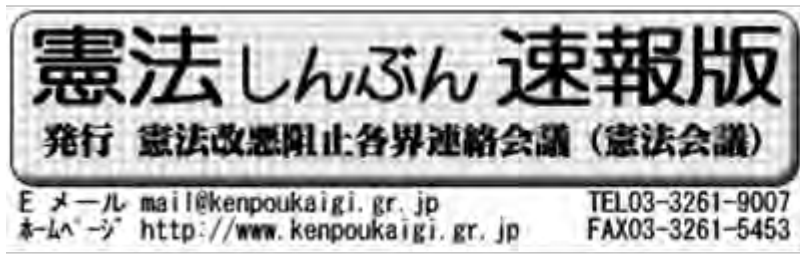 憲法しんぶん 速報版
発行 憲法改悪阻止各界連絡会議（憲法会議）
E メール mail@kenpoukaigi.gr.jp TEL03-3261-9007
ﾎｰﾑﾍﾟｰｼﾞ http://www.kenpoukaigi.gr.jp FAX03-3261-5453